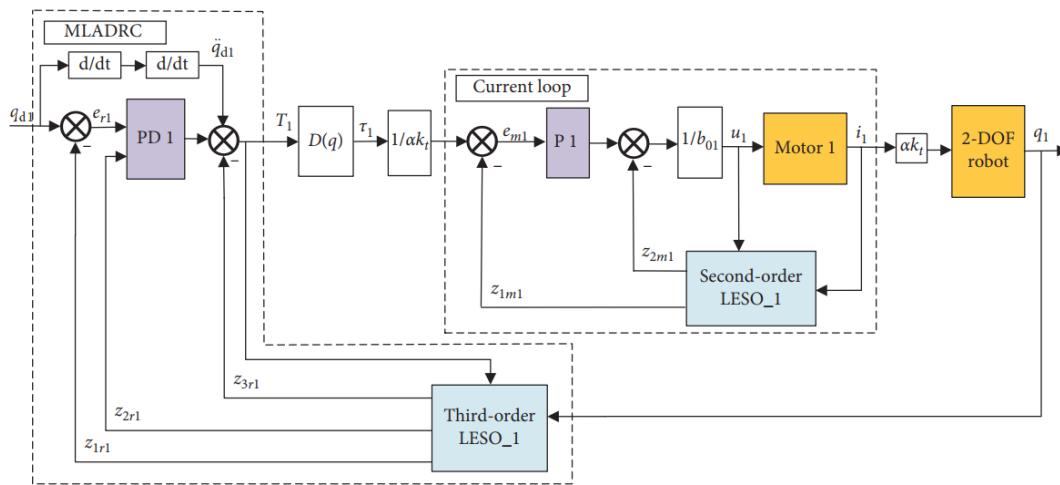 MLADRC
d/dt
d/dt
q̈d1
qd1
er1
PD 1
−
−
T1
D(q)
τ1
1/αkt
Current loop
em1
−
P 1
−
1/b01
u1
Motor 1
i1
αkt
2-DOF
robot
q1
z2m1
z1m1
Second-order
LESO_1
z3r1
z2r1
z1r1
Third-order
LESO_1